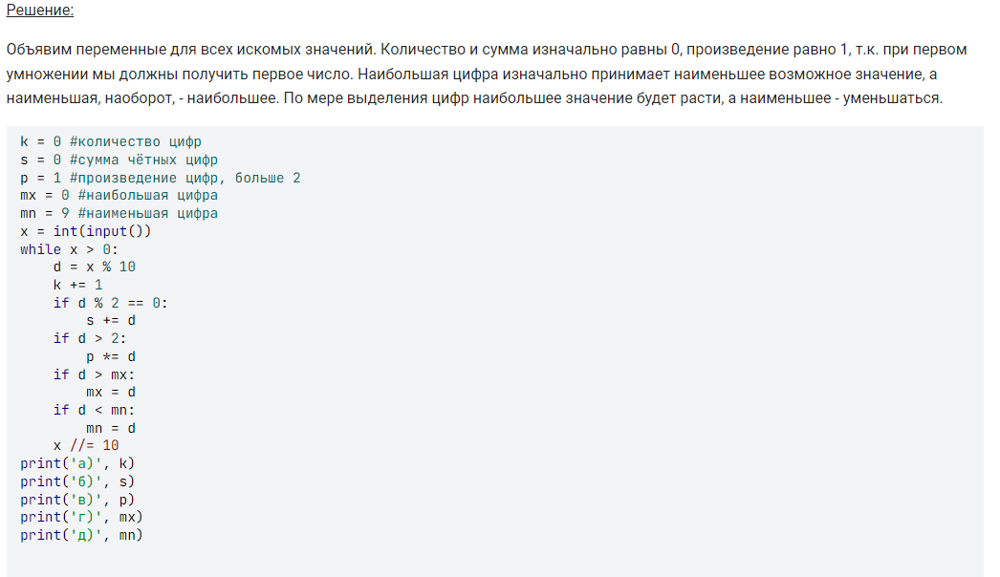 Решение:
Объявим переменные для всех искомых значений. Количество и сумма изначально равны 0, произведение равно 1, т.к. при первом
умножении мы должны получить первое число. Наибольшая цифра изначально принимает наименьшее возможное значение, а
наименьшая, наоборот, - наибольшее. По мере выделения цифр наибольшее значение будет расти, а наименьшее - уменьшаться.
k = 0 #количество цифр
s = 0 #сумма чётных цифр
p = 1 #произведение цифр, больше 2
mx = 0 #наибольшая цифра
mn = 9 #наименьшая цифра
x = int(input())
while x > 0:
    d = x % 10
    k += 1
    if d % 2 == 0:
        s += d
    if d > 2:
        p *= d
    if d > mx:
        mx = d
    if d < mn:
        mn = d
    x //= 10
print('а)', k)
print('б)', s)
print('в)', p)
print('г)', mx)
print('д)', mn)